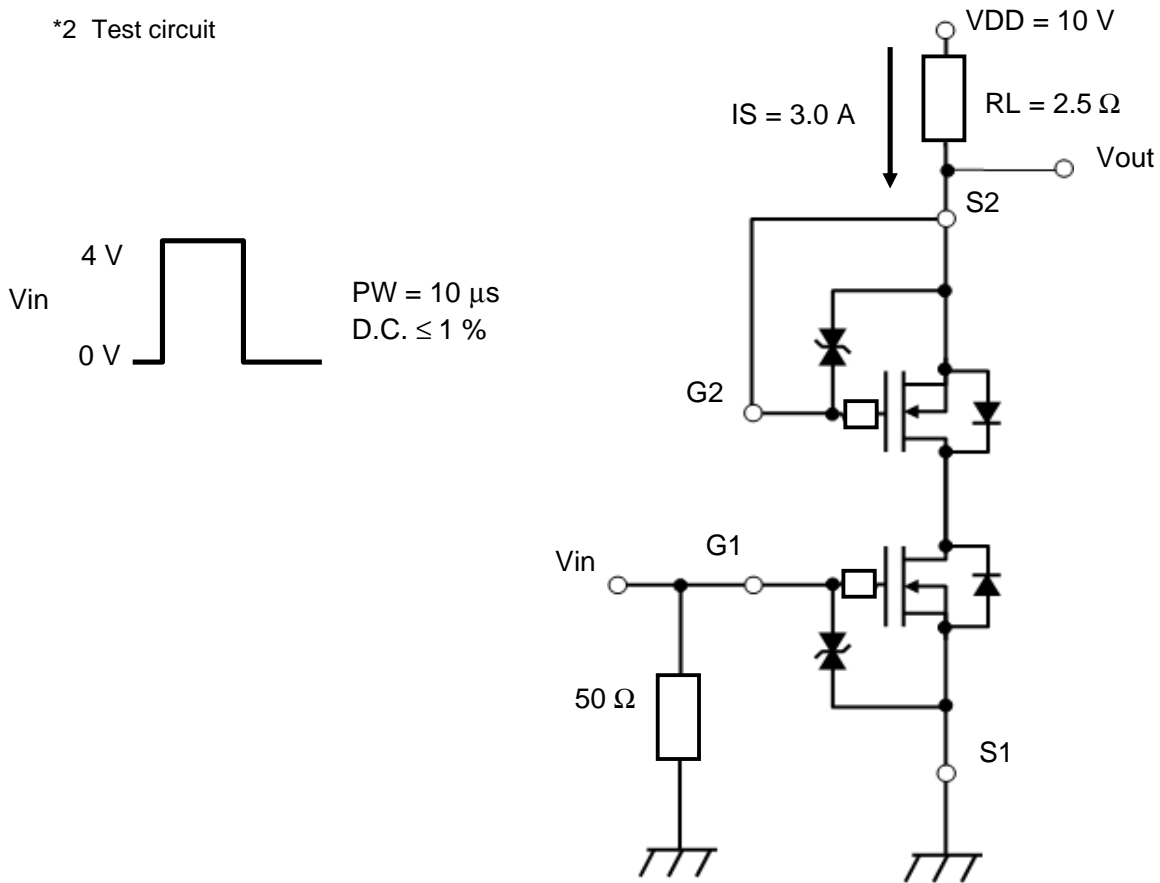 *2 Test circuit
VDD = 10 V
IS = 3.0 A
RL = 2.5 Ω
Vout
S2
4 V
Vin
0 V
PW = 10 μs
D.C. ≤ 1 %
G2
Vin
G1
50 Ω
S1